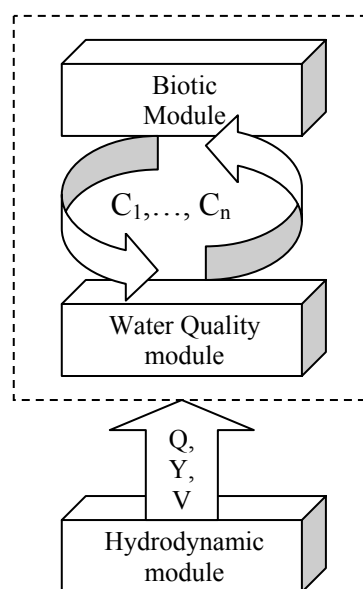 Biotic
Module
C₁,…, Cₙ
Water Quality
module
Q,
Y,
V
Hydrodynamic
module